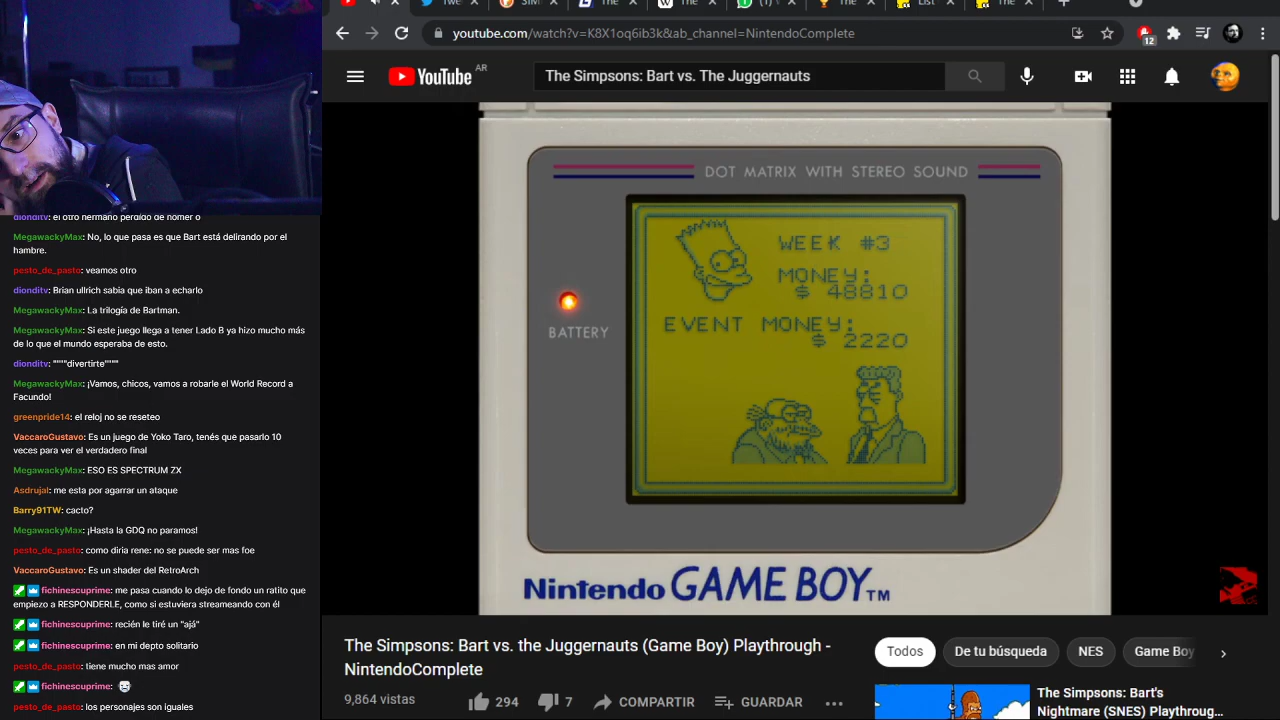 youtube.com/watch?v=K8X1oq6ib3k&ab_channel=NintendoComplete
12
YouTube AR
The Simpsons: Bart vs. The Juggernauts
DOT MATRIX WITH STEREO SOUND
WEEK #3
MONEY:
$ 48810
EVENT MONEY:
$ 2220
BATTERY
Nintendo GAME BOY TM
The Simpsons: Bart vs. the Juggernauts (Game Boy) Playthrough -
NintendoComplete
9,864 vistas
294
7
COMPARTIR
GUARDAR
Todos
De tu búsqueda
NES
Game Boy
The Simpsons: Bart's
Nightmare (SNES) Playthroug...
dionditv: el otro hermano perdido de homer o
MegawackyMax: No, lo que pasa es que Bart está delirando por el
hambre.
pesto_de_pasto: veamos otro
dionditv: Brian ullrich sabia que iban a echarlo
MegawackyMax: La trilogía de Bartman.
MegawackyMax: Si este juego llega a tener Lado B ya hizo mucho más
de lo que el mundo esperaba de esto.
dionditv: """"divertirte""""
MegawackyMax: ¡Vamos, chicos, vamos a robarle el World Record a
Facundo!
greenpride14: el reloj no se reseteo
VaccaroGustavo: Es un juego de Yoko Taro, tenés que pasarlo 10
veces para ver el verdadero final
MegawackyMax: ESO ES SPECTRUM ZX
Asdrujal: me esta por agarrar un ataque
Barry91TW: cacto?
MegawackyMax: ¡Hasta la GDQ no paramos!
pesto_de_pasto: como diria rene: no se puede ser mas foe
VaccaroGustavo: Es un shader del RetroArch
fichinescuprime: me pasa cuando lo dejo de fondo un ratito que
empiezo a RESPONDERLE, como si estuviera streameando con él
fichinescuprime: recién le tiré un "ajá"
fichinescuprime: en mi depto solitario
pesto_de_pasto: tiene mucho mas amor
fichinescuprime:
pesto_de_pasto: los personajes son iguales